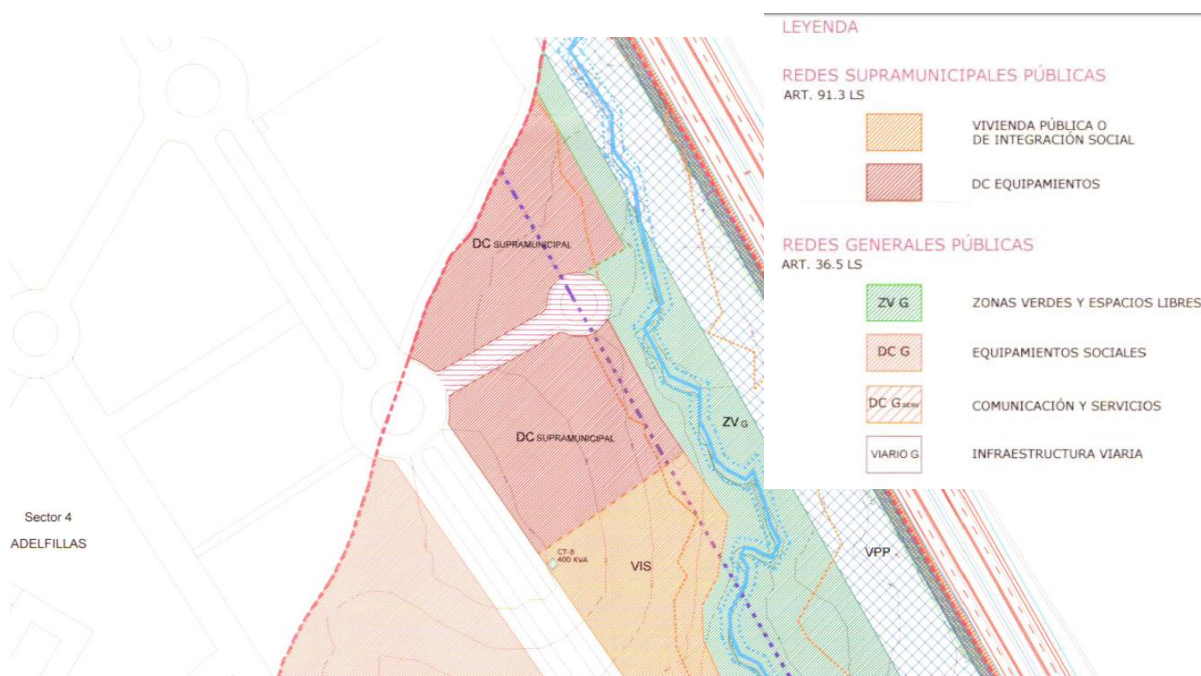 LEYENDA
REDES SUPRAMUNICIPALES PÚBLICAS
ART. 91.3 LS
VIVIENDA PÚBLICA O
DE INTEGRACIÓN SOCIAL
DC EQUIPAMIENTOS
REDES GENERALES PÚBLICAS
ART. 36.5 LS
ZV G
ZONAS VERDES Y ESPACIOS LIBRES
DC G
EQUIPAMIENTOS SOCIALES
DC G SERV
COMUNICACIÓN Y SERVICIOS
VIARIO G
INFRAESTRUCTURA VIARIA
DC SUPRAMUNICIPAL
DC SUPRAMUNICIPAL
ZV G
Sector 4
ADELFILLAS
CT-8
400 KVA
VIS
VPP